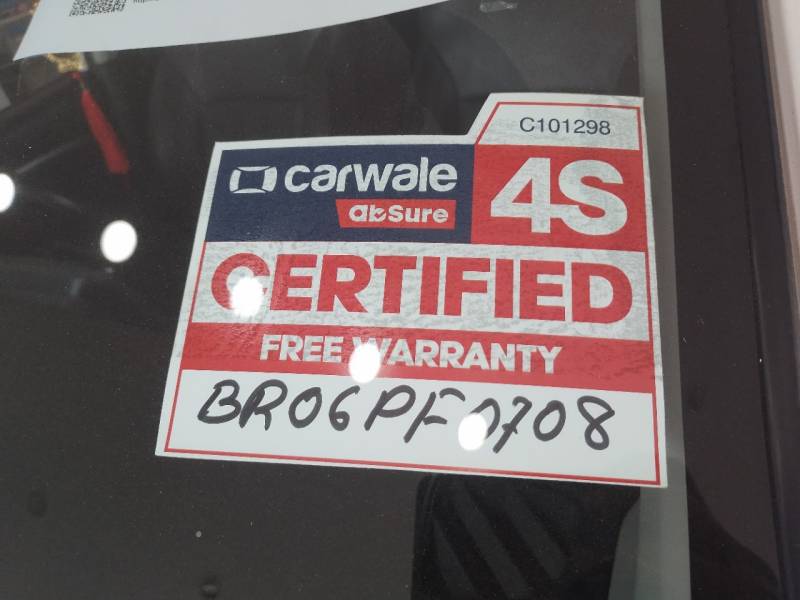 C101298
carwale
abSure
4S
CERTIFIED
FREE WARRANTY
BR06PF0708